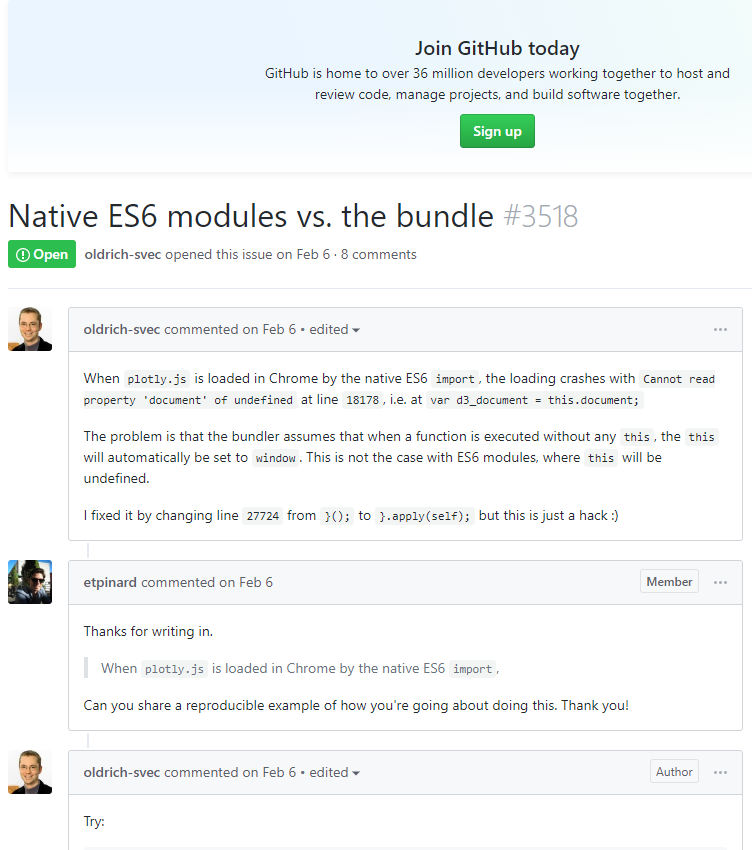 Join GitHub today
GitHub is home to over 36 million developers working together to host and
review code, manage projects, and build software together.
Sign up
Native ES6 modules vs. the bundle #3518
Open oldrich-svec opened this issue on Feb 6 · 8 comments
oldrich-svec commented on Feb 6 • edited
When plotly.js is loaded in Chrome by the native ES6 import, the loading crashes with Cannot read
property 'document' of undefined at line 18178, i.e. at var d3_document = this.document;
The problem is that the bundler assumes that when a function is executed without any this, the this
will automatically be set to window. This is not the case with ES6 modules, where this will be
undefined.
I fixed it by changing line 27724 from }(); to }.apply(self); but this is just a hack :)
etpinard commented on Feb 6 Member
Thanks for writing in.
When plotly.js is loaded in Chrome by the native ES6 import,
Can you share a reproducible example of how you're going about doing this. Thank you!
oldrich-svec commented on Feb 6 • edited Author
Try: